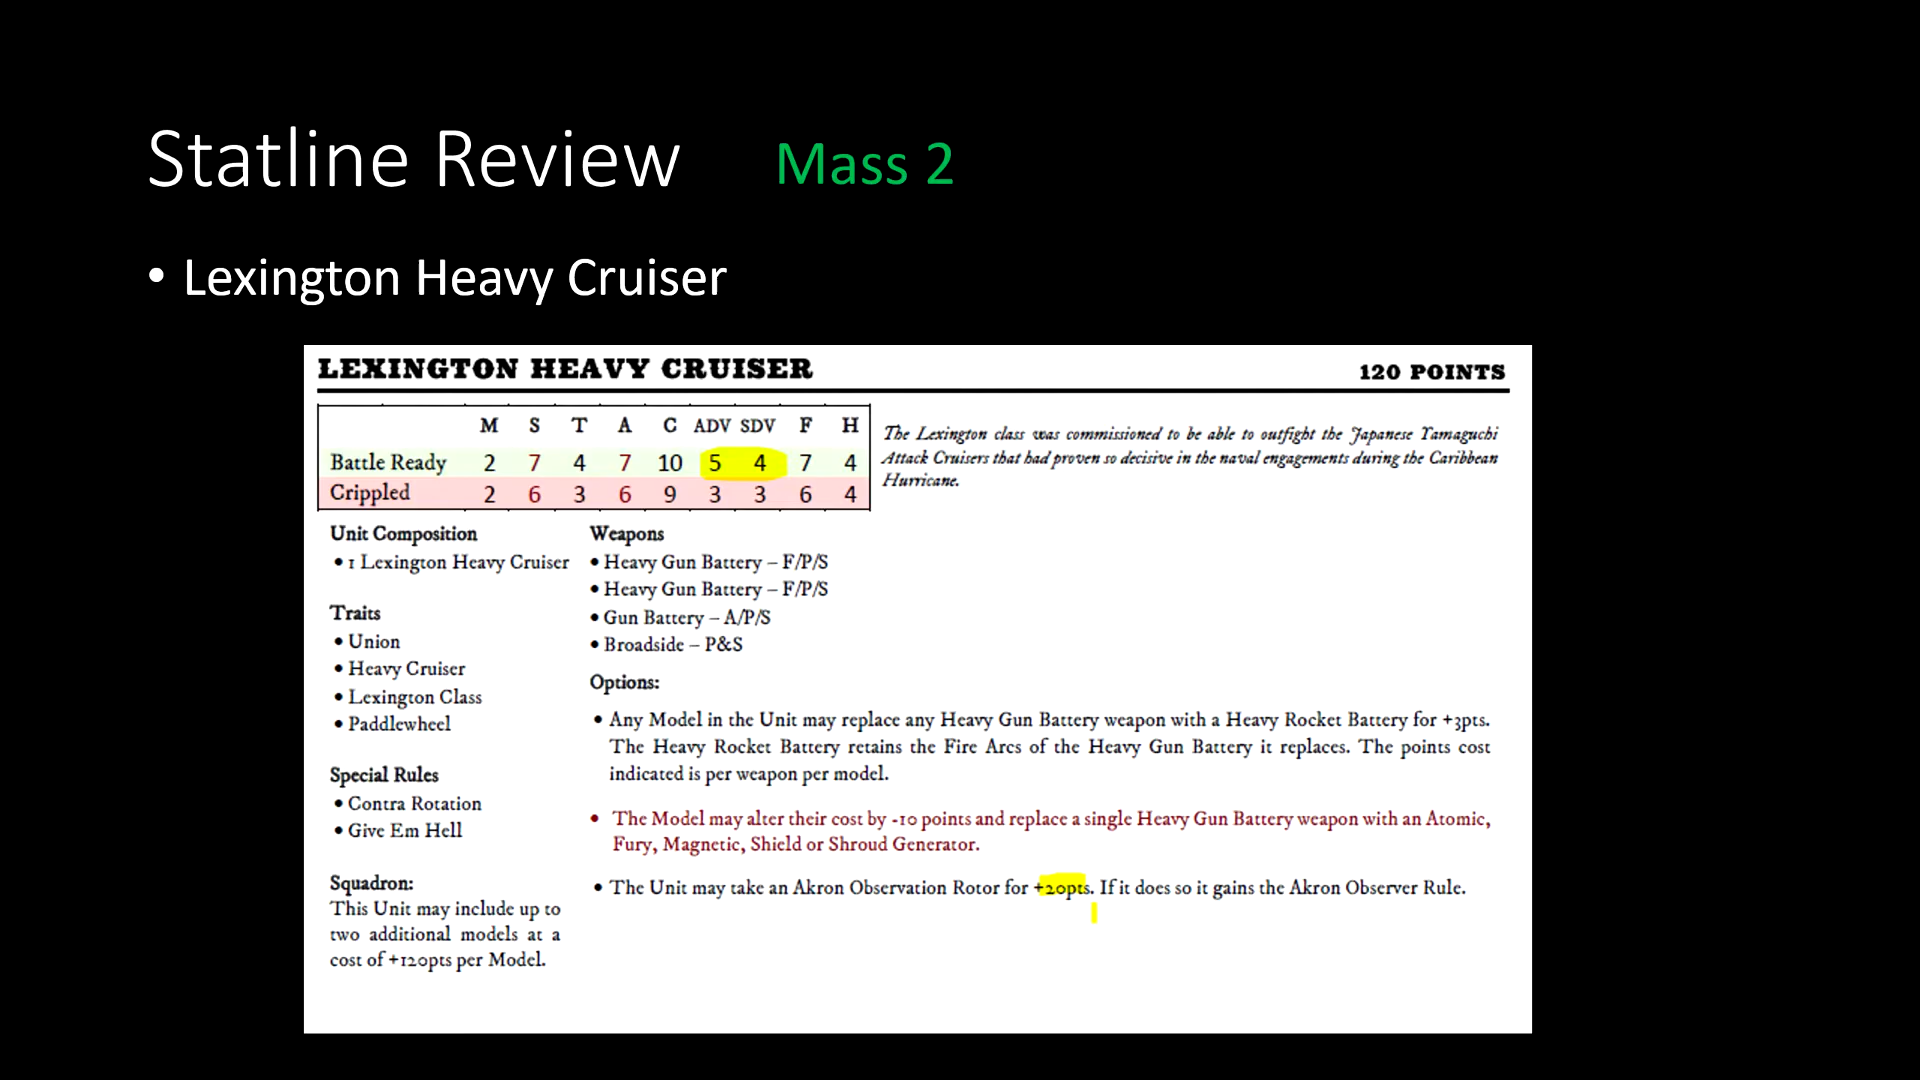 Statline Review Mass 2
• Lexington Heavy Cruiser
LEXINGTON HEAVY CRUISER 120 POINTS
M S T A C ADV SDV F H
Battle Ready 2 7 4 7 10 5 4 7 4
Crippled 2 6 3 6 9 3 3 6 4
The Lexington class was commissioned to be able to outfight the Japanese Yamaguchi
Attack Cruisers that had proven so decisive in the naval engagements during the Caribbean
Hurricane.
Unit Composition
• 1 Lexington Heavy Cruiser
Traits
• Union
• Heavy Cruiser
• Lexington Class
• Paddlewheel
Special Rules
• Contra Rotation
• Give Em Hell
Squadron:
This Unit may include up to
two additional models at a
cost of +120pts per Model.
Weapons
• Heavy Gun Battery – F/P/S
• Heavy Gun Battery – F/P/S
• Gun Battery – A/P/S
• Broadside – P&S
Options:
• Any Model in the Unit may replace any Heavy Gun Battery weapon with a Heavy Rocket Battery for +3pts.
The Heavy Rocket Battery retains the Fire Arcs of the Heavy Gun Battery it replaces. The points cost
indicated is per weapon per model.
• The Model may alter their cost by -10 points and replace a single Heavy Gun Battery weapon with an Atomic,
Fury, Magnetic, Shield or Shroud Generator.
• The Unit may take an Akron Observation Rotor for +20pts. If it does so it gains the Akron Observer Rule.